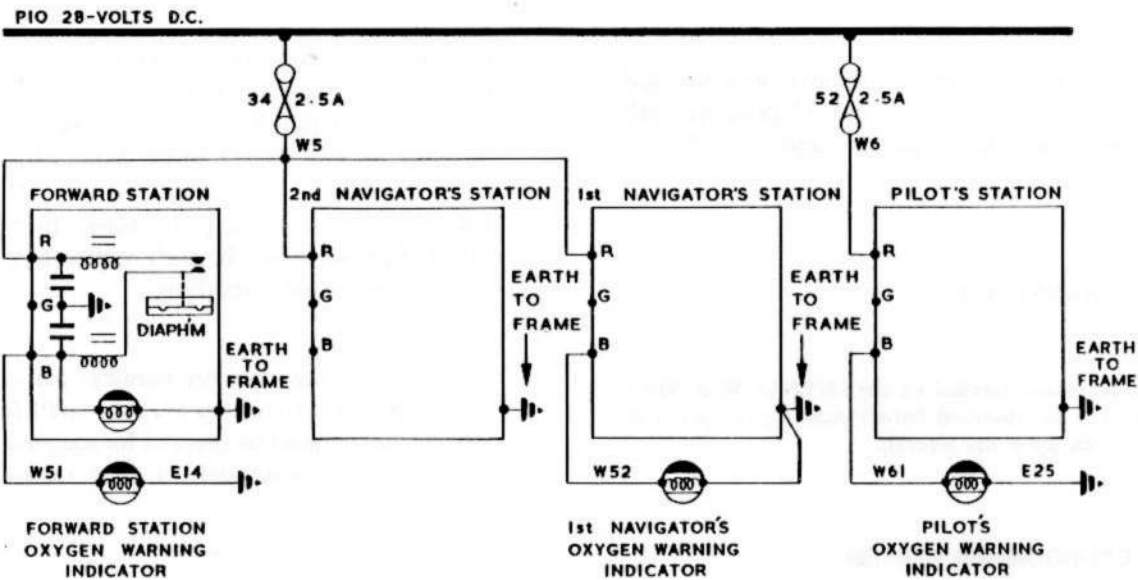 PIO 28-VOLTS D.C.
34 2·5A
52 2·5A
W5
W6
FORWARD STATION
2nd NAVIGATOR'S STATION
1st NAVIGATOR'S STATION
PILOT'S STATION
R
G
B
DIAPH'M
EARTH
TO
FRAME
R
G
B
EARTH
TO
FRAME
R
G
B
EARTH
TO
FRAME
R
G
B
EARTH
TO
FRAME
W51
E14
W52
W61
E25
FORWARD STATION
OXYGEN WARNING
INDICATOR
1st NAVIGATOR'S
OXYGEN WARNING
INDICATOR
PILOT'S
OXYGEN WARNING
INDICATOR